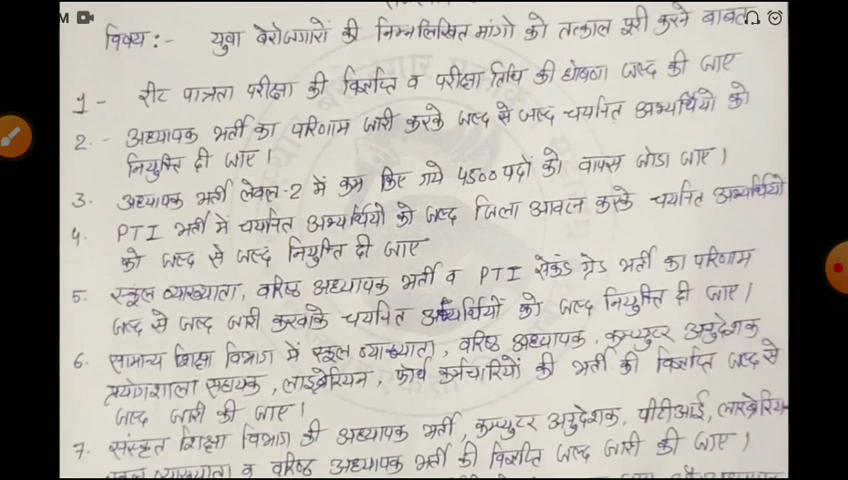 विषय :- युवा बेरोजगारों की निम्नलिखित मांगो को तत्काल पूरी करने बाबत
1 - रीट पात्रता परीक्षा की विज्ञप्ति व परीक्षा तिथि की घोषणा जल्द की जाए
2. - अध्यापक भर्ती का परिणाम जारी करके जल्द से जल्द चयनित अभ्यर्थियो को
नियुक्ति दी जाए।
3. अध्यापक भर्ती लेवल-2 में कम किए गये 4500 पदों को वापस जोडा जाए।
4. PTI भर्ती में चयनित अभ्यर्थियो को जल्द जिला आवंटन करके चयनित अभ्यर्थियों
को जल्द से जल्द नियुक्ति दी जाए
5. स्कूल व्याख्याता, वरिष्ठ अध्यापक भर्ती व PTI सेकंड ग्रेड भर्ती का परिणाम
जल्द से जल्द जारी करवाके चयनित अभ्यर्थियों को जल्द नियुक्ति दी जाए।
6. सामान्य शिक्षा विभाग में स्कूल व्याख्याता, वरिष्ठ अध्यापक, कम्प्यूटर अनुदेशक
प्रयोगशाला सहायक, लाइब्रेरियन, फोर्थ कर्मचारियों की भर्ती की विज्ञप्ति जल्द से
जल्द जारी की जाए।
7. संस्कृत शिक्षा विभाग की अध्यापक भर्ती, कम्प्युटर अनुदेशक, पीटीआई, लाइब्रेरिय-
व्याख्याता व वरिष्ठ अध्यापक भर्ती की विज्ञप्ति जल्द जारी की जाए।